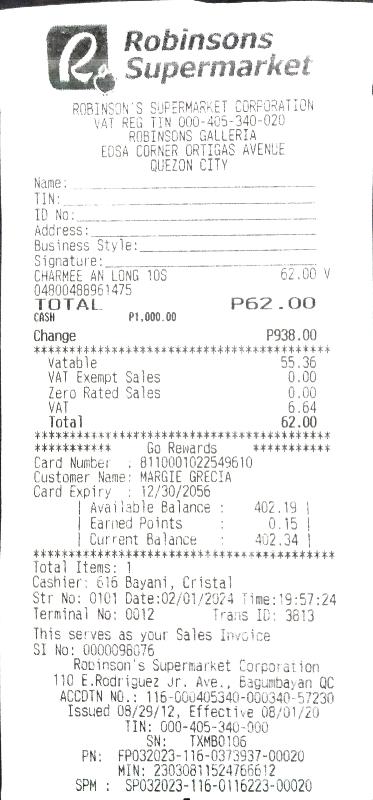 Robinsons
Supermarket
ROBINSON'S SUPERMARKET CORPORATION
VAT REG TIN 000-405-340-020
ROBINSONS GALLERIA
EDSA CORNER ORTIGAS AVENUE
QUEZON CITY
Name:
TIN:
ID No:
Address:
Business Style:
Signature:
CHARMEE AN LONG 10S 62.00 V
04800488961475
TOTAL P62.00
CASH P1,000.00
Change P938.00
****************************************
Vatable 55.36
VAT Exempt Sales 0.00
Zero Rated Sales 0.00
VAT 6.64
Total 62.00
****************************************
*********** Go Rewards ***********
Card Number : 8110001022549610
Customer Name: MARGIE GRECIA
Card Expiry : 12/30/2056
| Available Balance : 402.19 |
| Earned Points : 0.15 |
| Current Balance : 402.34 |
****************************************
Total Items: 1
Cashier: 616 Bayani, Cristal
Str No: 0101 Date:02/01/2024 Time:19:57:24
Terminal No: 0012 Trans ID: 3813
This serves as your Sales Invoice
SI No: 0000098076
Robinson's Supermarket Corporation
110 E.Rodriguez Jr. Ave., Bagumbayan QC
ACCDTN NO.: 116-000405340-000340-57230
Issued 08/29/12, Effective 08/01/20
TIN: 000-405-340-000
SN: TXMB0106
PN: FP032023-116-0373937-00020
MIN: 23030811524766612
SPM : SP032023-116-0116223-00020